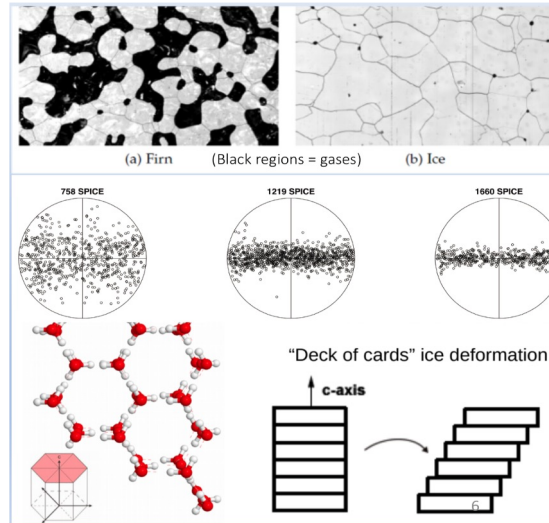 (a) Firn
(Black regions = gases)
(b) Ice
758 SPICE
1219 SPICE
1660 SPICE
“Deck of cards” ice deformation
c-axis
6